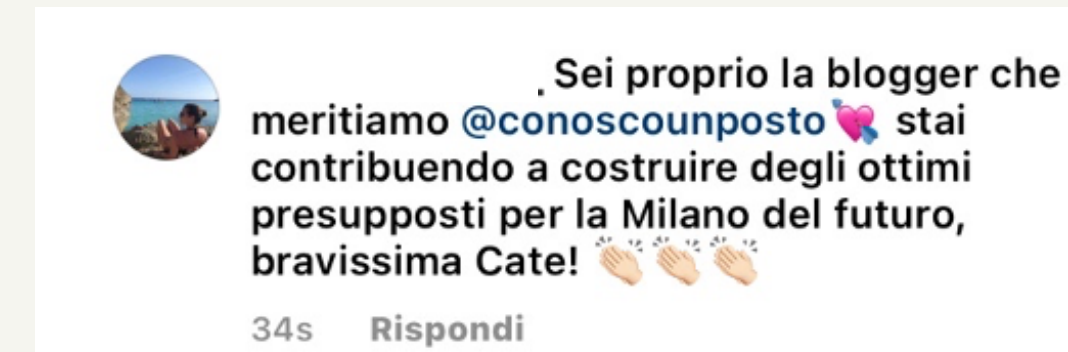 . Sei proprio la blogger che
meritiamo @conoscounposto💘 stai
contribuendo a costruire degli ottimi
presupposti per la Milano del futuro,
bravissima Cate! 👏🏻👏🏻👏🏻
34s Rispondi